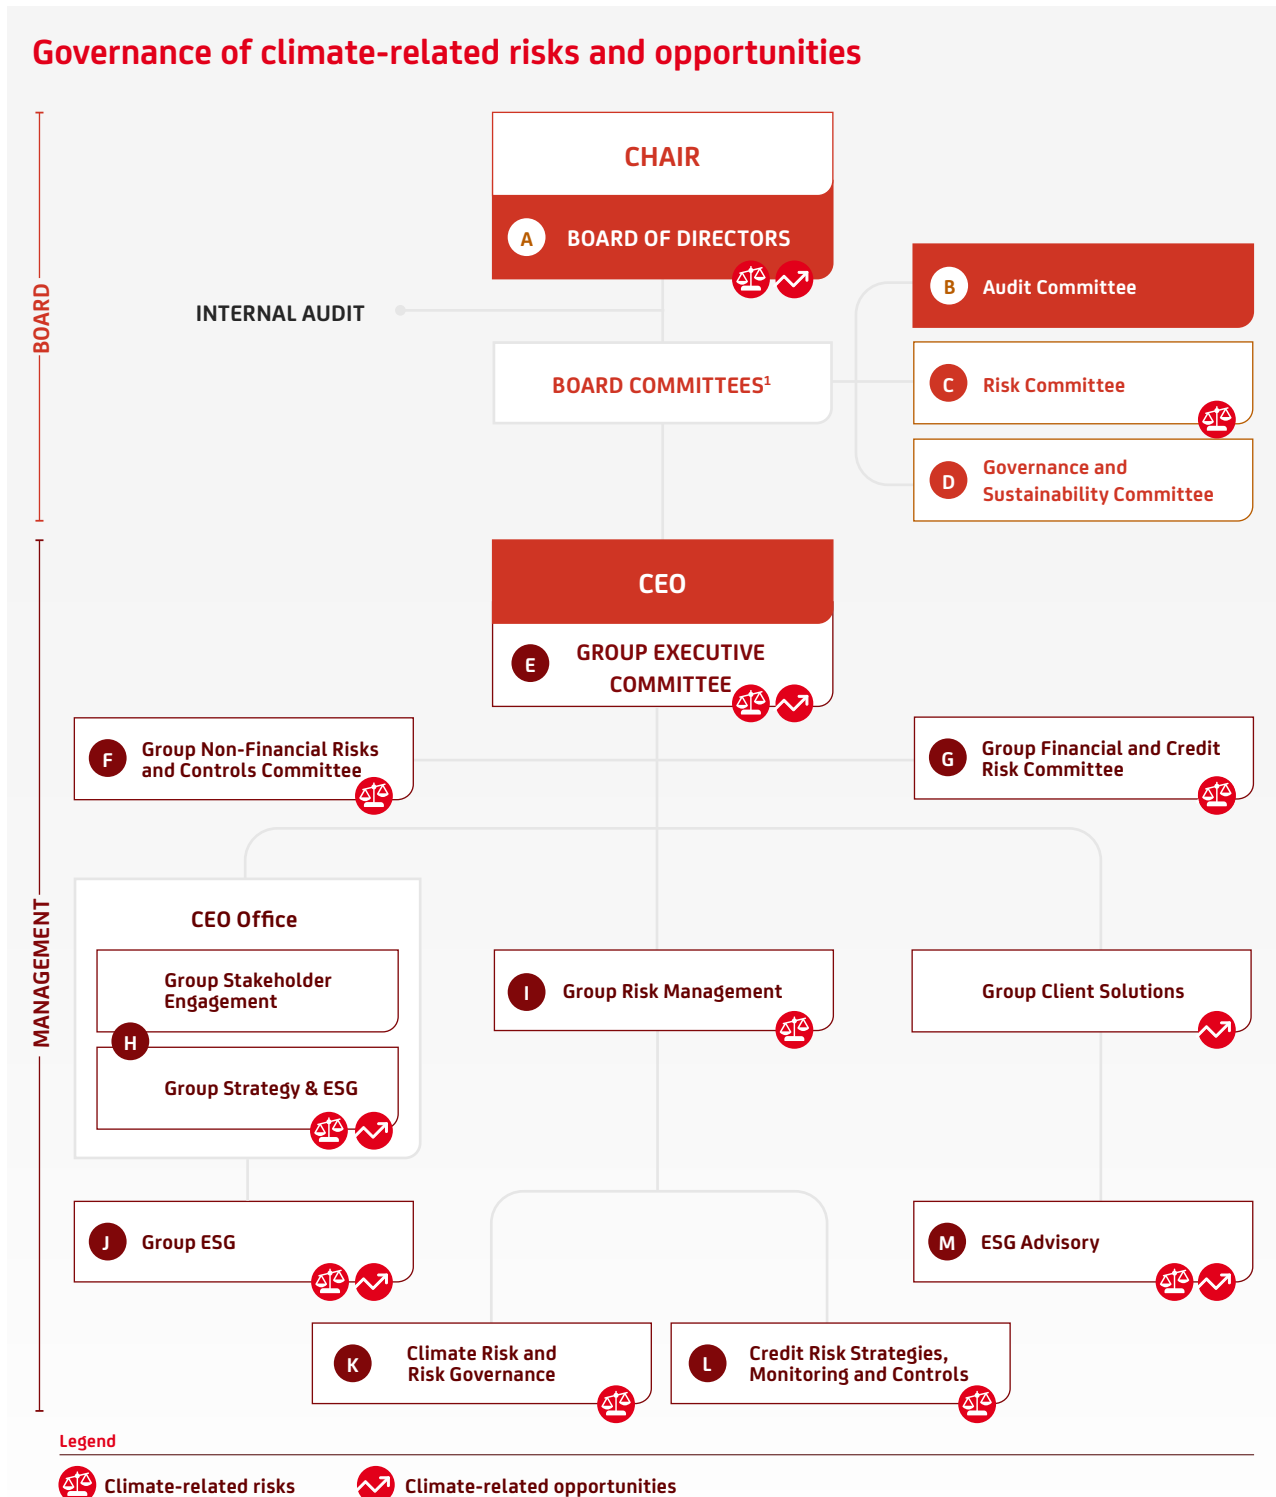 Governance of climate-related risks and opportunities
CHAIR
A BOARD OF DIRECTORS
BOARD
INTERNAL AUDIT
B Audit Committee
BOARD COMMITTEES¹
C Risk Committee
D Governance and
Sustainability Committee
CEO
E GROUP EXECUTIVE
COMMITTEE
F Group Non-Financial Risks
and Controls Committee
G Group Financial and Credit
Risk Committee
MANAGEMENT
CEO Office
Group Stakeholder
Engagement
H
Group Strategy & ESG
I Group Risk Management
Group Client Solutions
J Group ESG
M ESG Advisory
K Climate Risk and
Risk Governance
L Credit Risk Strategies,
Monitoring and Controls
Legend
Climate-related risks
Climate-related opportunities